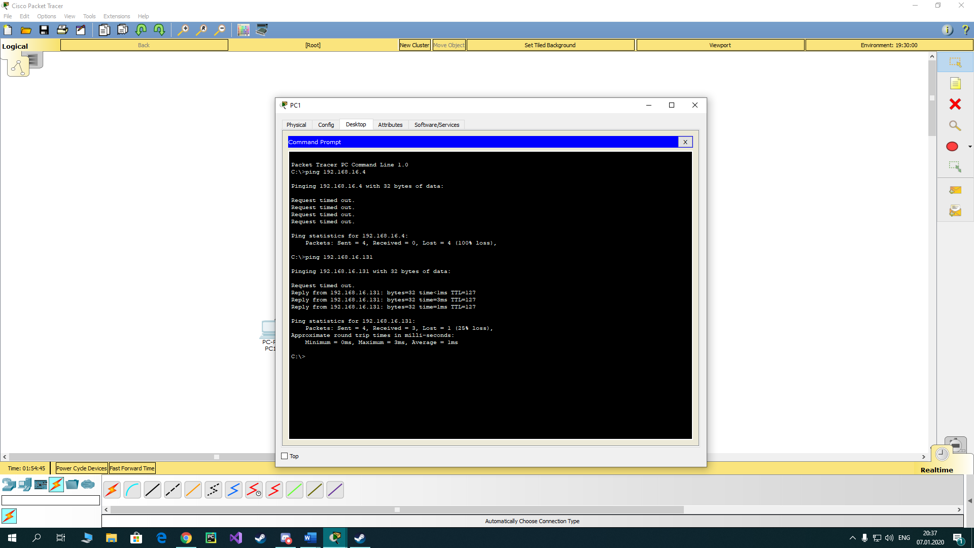 Cisco Packet Tracer
File Edit Options View Tools Extensions Help
Logical
Back
[Root]
New Cluster
Move Object
Set Tiled Background
Viewport
Environment: 19:30:00
PC1
Physical Config Desktop Attributes Software/Services
Command Prompt
X
Packet Tracer PC Command Line 1.0
C:\>ping 192.168.16.4
Pinging 192.168.16.4 with 32 bytes of data:
Request timed out.
Request timed out.
Request timed out.
Request timed out.
Ping statistics for 192.168.16.4:
Packets: Sent = 4, Received = 0, Lost = 4 (100% loss),
C:\>ping 192.168.16.131
Pinging 192.168.16.131 with 32 bytes of data:
Request timed out.
Reply from 192.168.16.131: bytes=32 time<1ms TTL=127
Reply from 192.168.16.131: bytes=32 time=3ms TTL=127
Reply from 192.168.16.131: bytes=32 time=1ms TTL=127
Ping statistics for 192.168.16.131:
Packets: Sent = 4, Received = 3, Lost = 1 (25% loss),
Approximate round trip times in milli-seconds:
Minimum = 0ms, Maximum = 3ms, Average = 1ms
C:\>
PC-P
PC1
Top
Time: 01:54:45
Power Cycle Devices
Fast Forward Time
Realtime
Automatically Choose Connection Type
ENG
20:37
07.01.2020